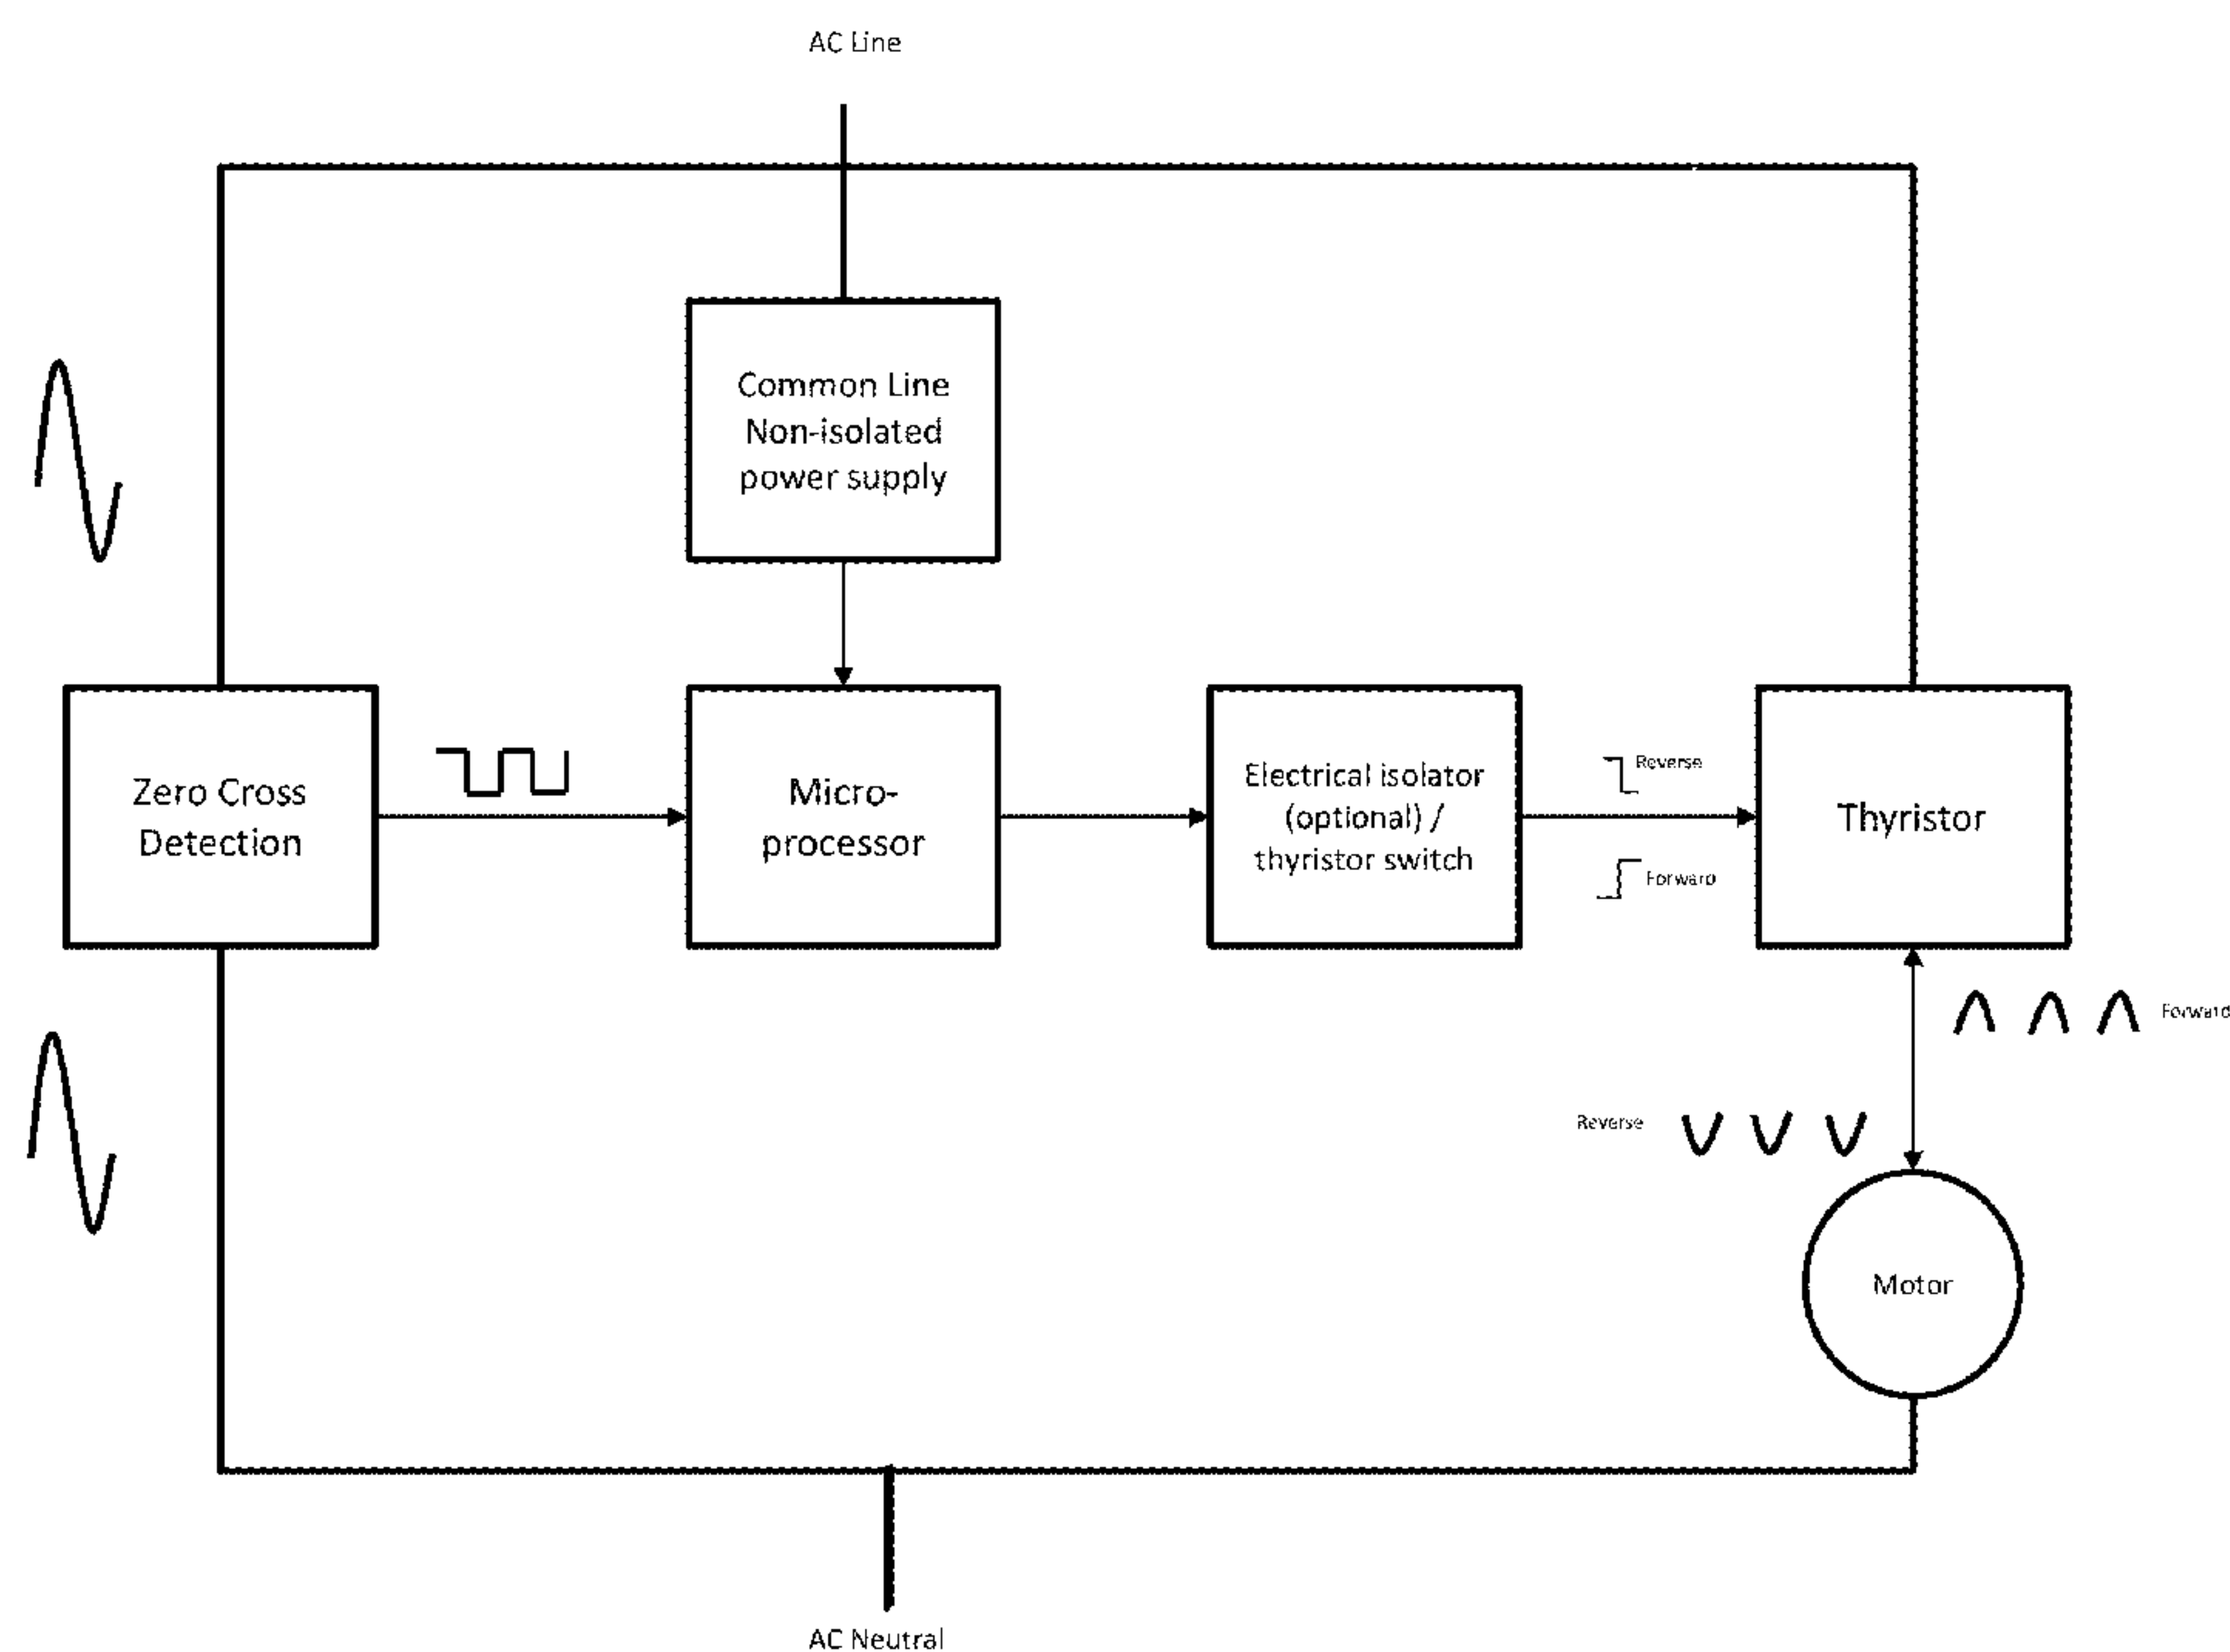 AC Line
Common Line
Non-isolated
power supply
Zero Cross
Detection
Micro-
processor
Electrical isolator
(optional) /
thyristor switch
Reverse
Forward
Thyristor
Forward
Reverse
Motor
AC Neutral